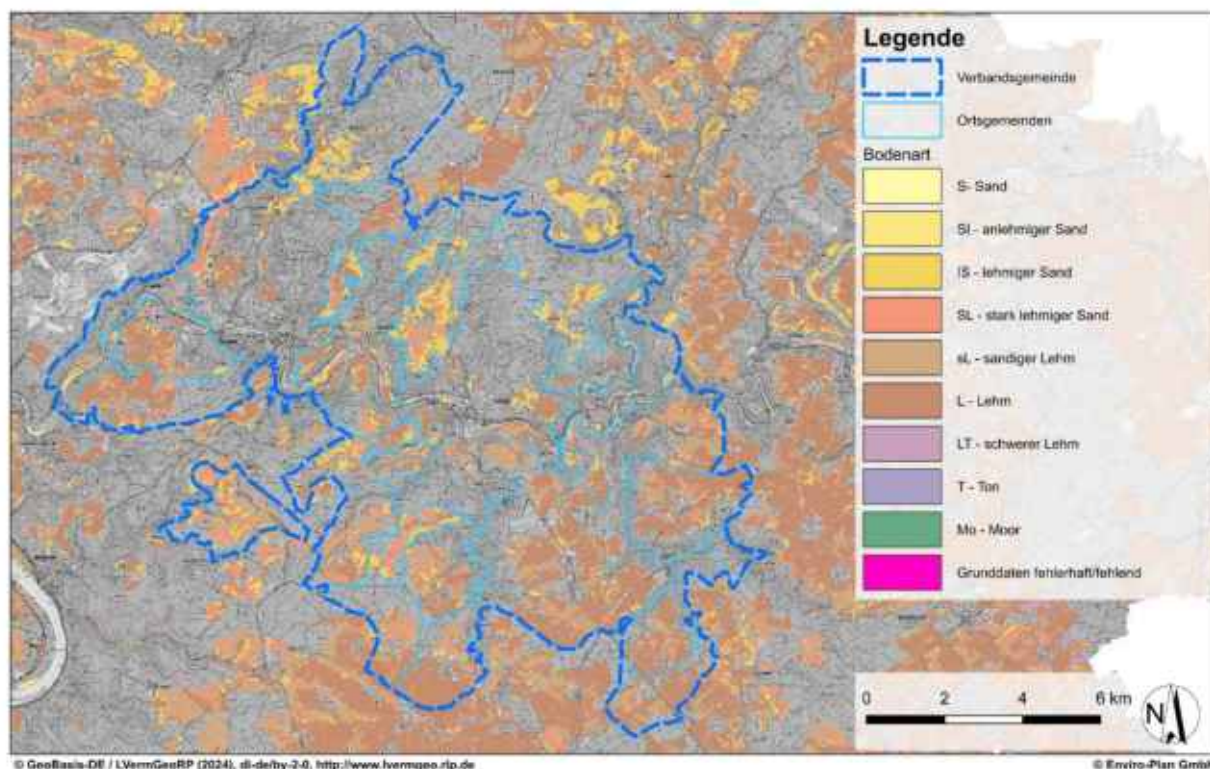 Legende
Verbandsgemeinde
Ortsgemeinden
Bodenart
S- Sand
Sl - anlehmiger Sand
lS - lehmiger Sand
SL - stark lehmiger Sand
sL - sandiger Lehm
L - Lehm
LT - schwerer Lehm
T - Ton
Mo - Moor
Grunddaten fehlerhaft/fehlend
0 2 4 6 km
N
© GeoBasis-DE / LVermGeoRP (2024), dl-de/by-2-0, http://www.lvermgeo.rlp.de
© Enviro-Plan GmbH